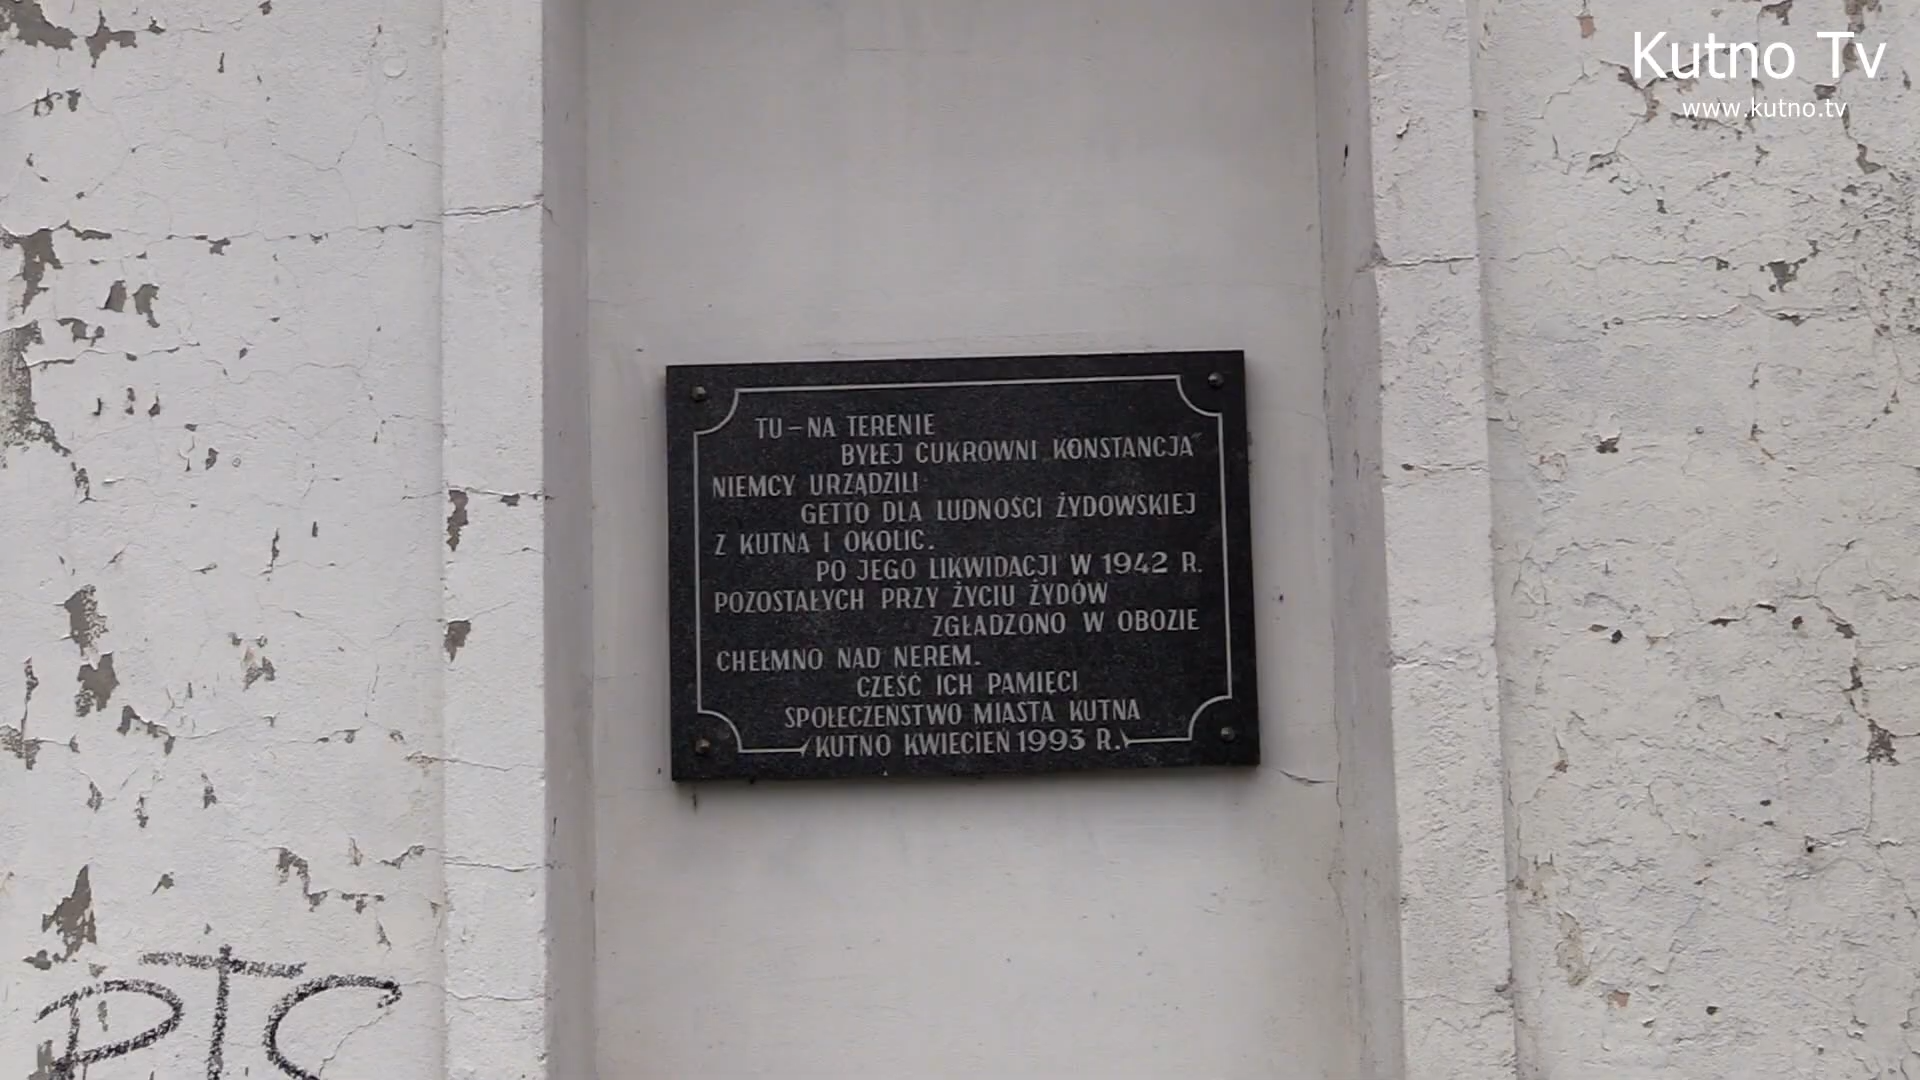 Kutno Tv
www.kutno.tv
TU – NA TERENIE
BYŁEJ CUKROWNI „KONSTANCJA”
NIEMCY URZĄDZILI
GETTO DLA LUDNOŚCI ŻYDOWSKIEJ
Z KUTNA I OKOLIC.
PO JEGO LIKWIDACJI W 1942 R.
POZOSTAŁYCH PRZY ŻYCIU ŻYDÓW
ZGŁADZONO W OBOZIE
CHEŁMNO NAD NEREM.
CZEŚĆ ICH PAMIĘCI
SPOŁECZEŃSTWO MIASTA KUTNA
KUTNO KWIECIEŃ 1993 R.
PTC